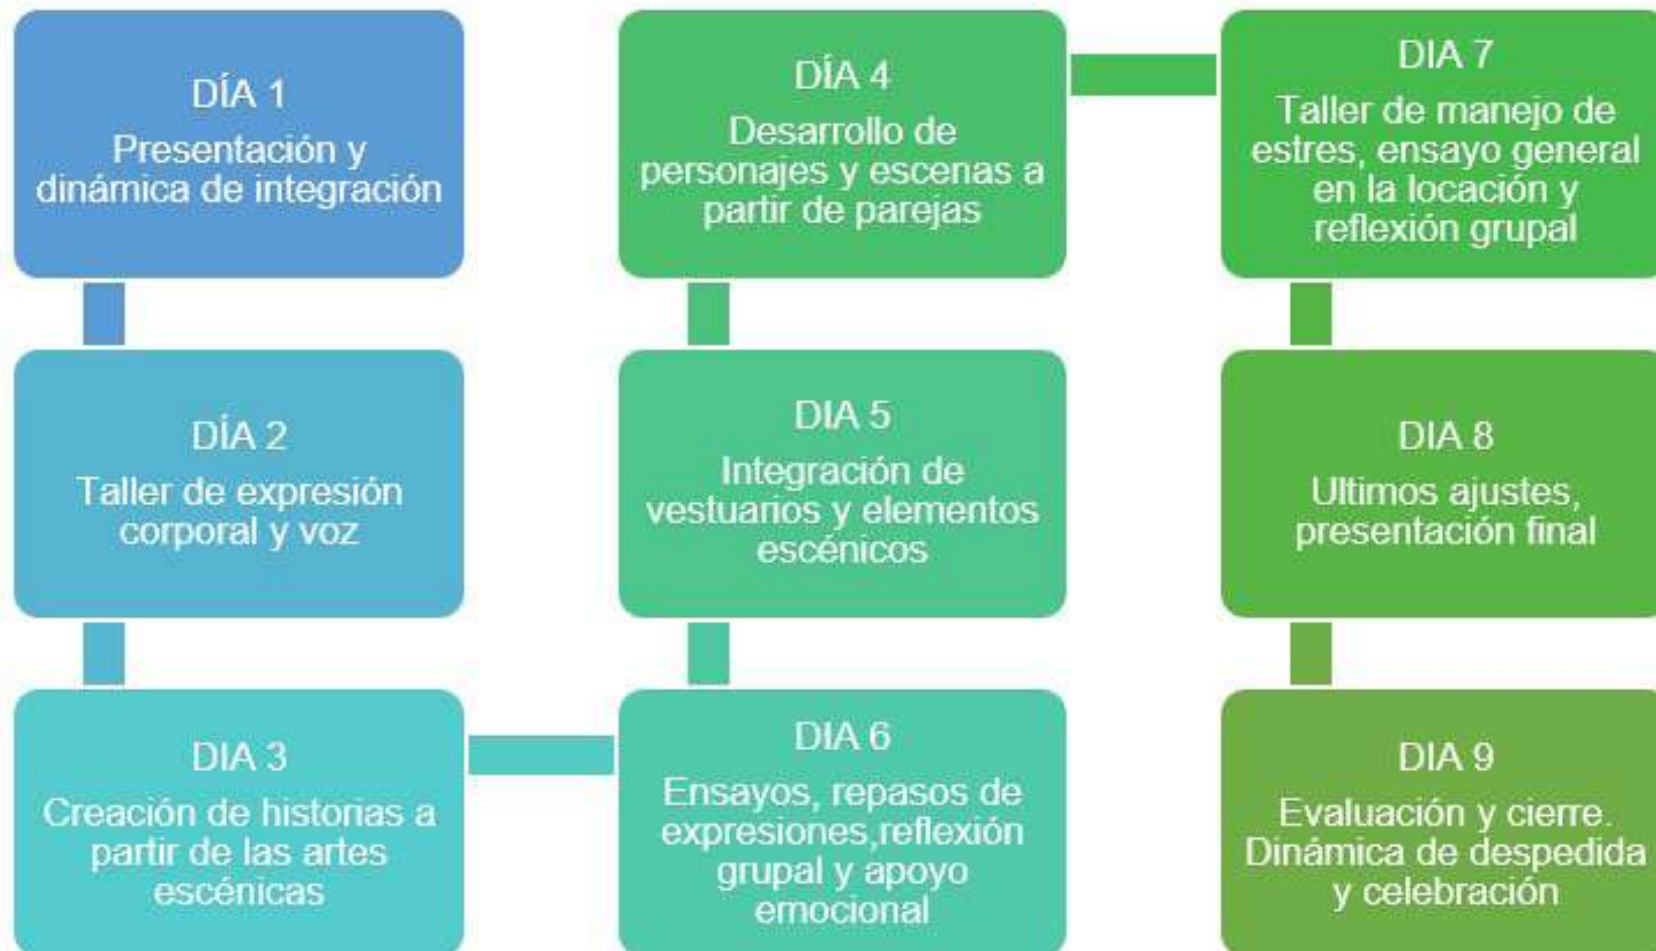 DÍA 1
Presentación y
dinámica de integración
DÍA 2
Taller de expresión
corporal y voz
DIA 3
Creación de historias a
partir de las artes
escénicas
DÍA 4
Desarrollo de
personajes y escenas a
partir de parejas
DIA 5
Integración de
vestuarios y elementos
escénicos
DIA 6
Ensayos, repasos de
expresiones,reflexión
grupal y apoyo
emocional
DIA 7
Taller de manejo de
estres, ensayo general
en la locación y
reflexión grupal
DIA 8
Ultimos ajustes,
presentación final
DIA 9
Evaluación y cierre.
Dinámica de despedida
y celebración